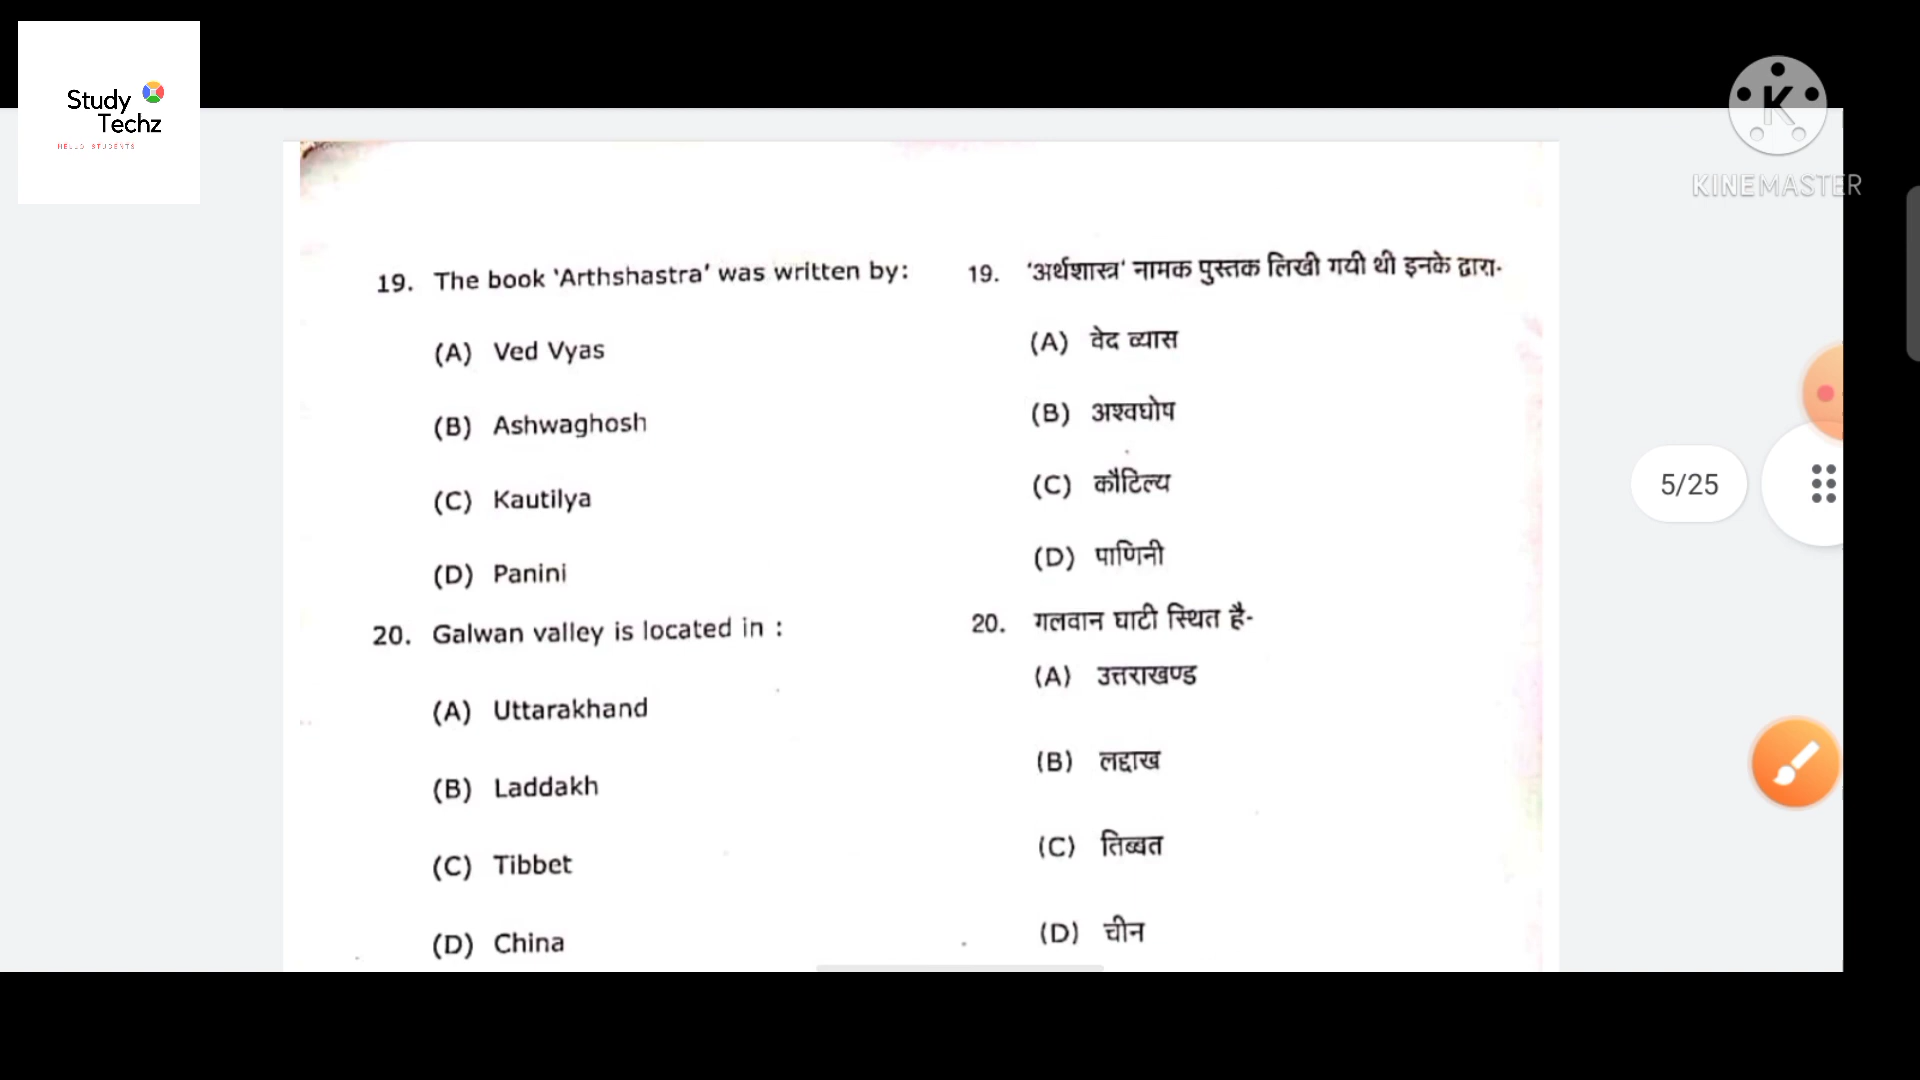 Study
Techz
HELLO STUDENTS
KINEMASTER
19. The book ‘Arthshastra’ was written by:
(A) Ved Vyas
(B) Ashwaghosh
(C) Kautilya
(D) Panini
20. Galwan valley is located in :
(A) Uttarakhand
(B) Laddakh
(C) Tibbet
(D) China
19. ‘अर्थशास्त्र’ नामक पुस्तक लिखी गयी थी इनके द्वारा-
(A) वेद व्यास
(B) अश्वघोष
(C) कौटिल्य
(D) पाणिनी
20. गलवान घाटी स्थित है-
(A) उत्तराखण्ड
(B) लद्दाख
(C) तिब्बत
(D) चीन
5/25